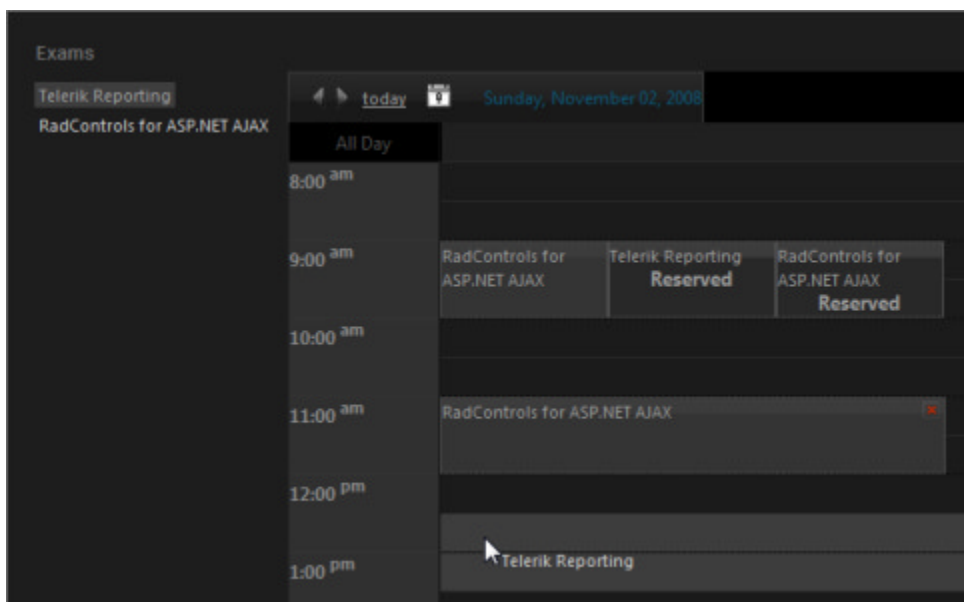 Exams
Telerik Reporting
RadControls for ASP.NET AJAX
today
9
Sunday, November 02, 2008
All Day
8:00 am
9:00 am
RadControls for
ASP.NET AJAX
Telerik Reporting
Reserved
RadControls for
ASP.NET AJAX
Reserved
10:00 am
11:00 am
RadControls for ASP.NET AJAX
12:00 pm
Telerik Reporting
1:00 pm